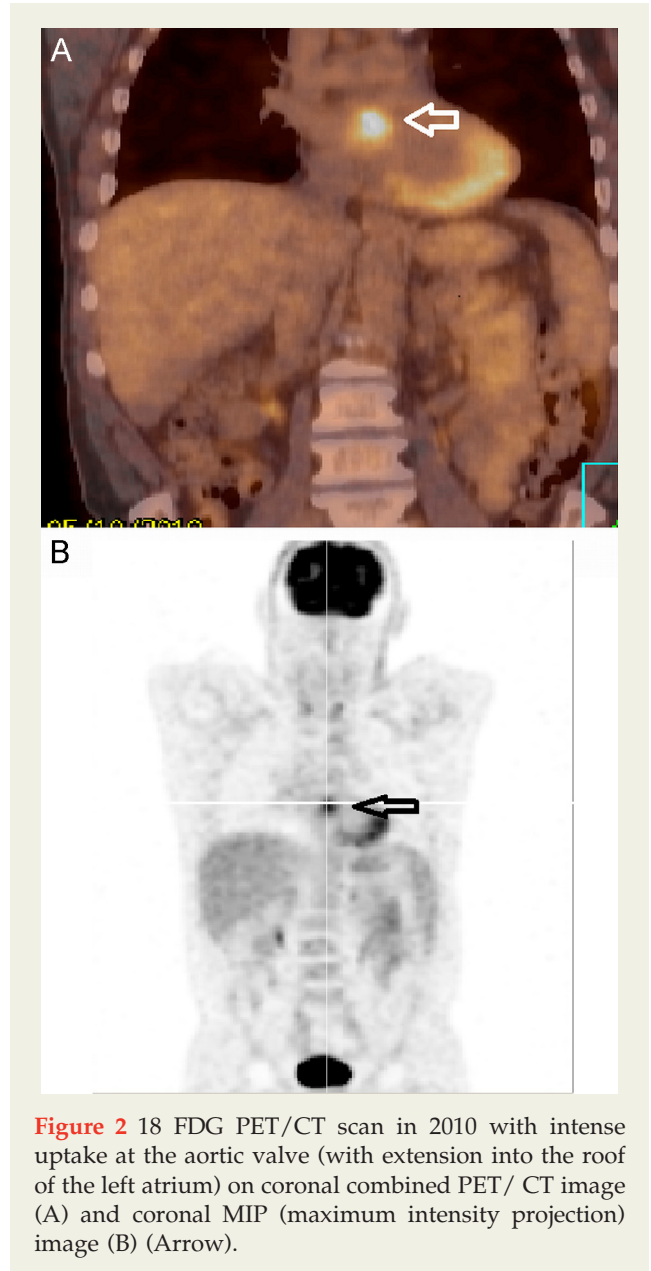 A
B
Figure 2 18 FDG PET/CT scan in 2010 with intense
uptake at the aortic valve (with extension into the roof
of the left atrium) on coronal combined PET/ CT image
(A) and coronal MIP (maximum intensity projection)
image (B) (Arrow).